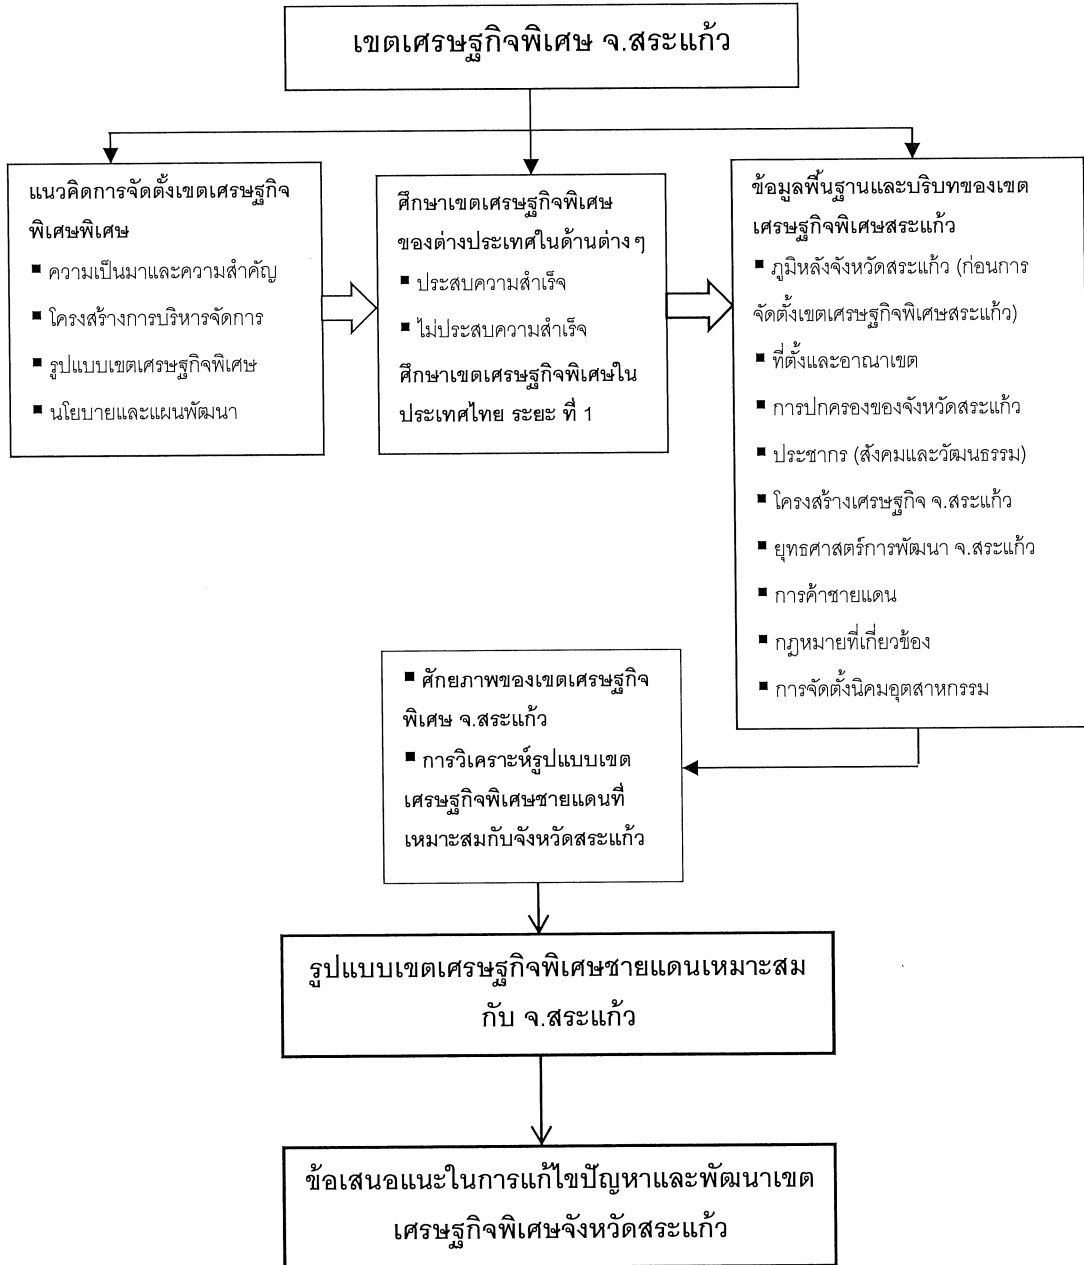 เขตเศรษฐกิจพิเศษ จ.สระแก้ว
แนวคิดการจัดตั้งเขตเศรษฐกิจ
พิเศษพิเศษ
▪ ความเป็นมาและความสำคัญ
▪ โครงสร้างการบริหารจัดการ
▪ รูปแบบเขตเศรษฐกิจพิเศษ
▪ นโยบายและแผนพัฒนา
ศึกษาเขตเศรษฐกิจพิเศษ
ของต่างประเทศในด้านต่าง ๆ
▪ ประสบความสำเร็จ
▪ ไม่ประสบความสำเร็จ
ศึกษาเขตเศรษฐกิจพิเศษใน
ประเทศไทย ระยะ ที่ 1
ข้อมูลพื้นฐานและบริบทของเขต
เศรษฐกิจพิเศษสระแก้ว
▪ ภูมิหลังจังหวัดสระแก้ว (ก่อนการ
จัดตั้งเขตเศรษฐกิจพิเศษสระแก้ว)
▪ ที่ตั้งและอาณาเขต
▪ การปกครองของจังหวัดสระแก้ว
▪ ประชากร (สังคมและวัฒนธรรม)
▪ โครงสร้างเศรษฐกิจ จ.สระแก้ว
▪ ยุทธศาสตร์การพัฒนา จ.สระแก้ว
▪ การค้าชายแดน
▪ กฎหมายที่เกี่ยวข้อง
▪ การจัดตั้งนิคมอุตสาหกรรม
▪ ศักยภาพของเขตเศรษฐกิจ
พิเศษ จ.สระแก้ว
▪ การวิเคราะห์รูปแบบเขต
เศรษฐกิจพิเศษชายแดนที่
เหมาะสมกับจังหวัดสระแก้ว
รูปแบบเขตเศรษฐกิจพิเศษชายแดนเหมาะสม
กับ จ.สระแก้ว
ข้อเสนอแนะในการแก้ไขปัญหาและพัฒนาเขต
เศรษฐกิจพิเศษจังหวัดสระแก้ว